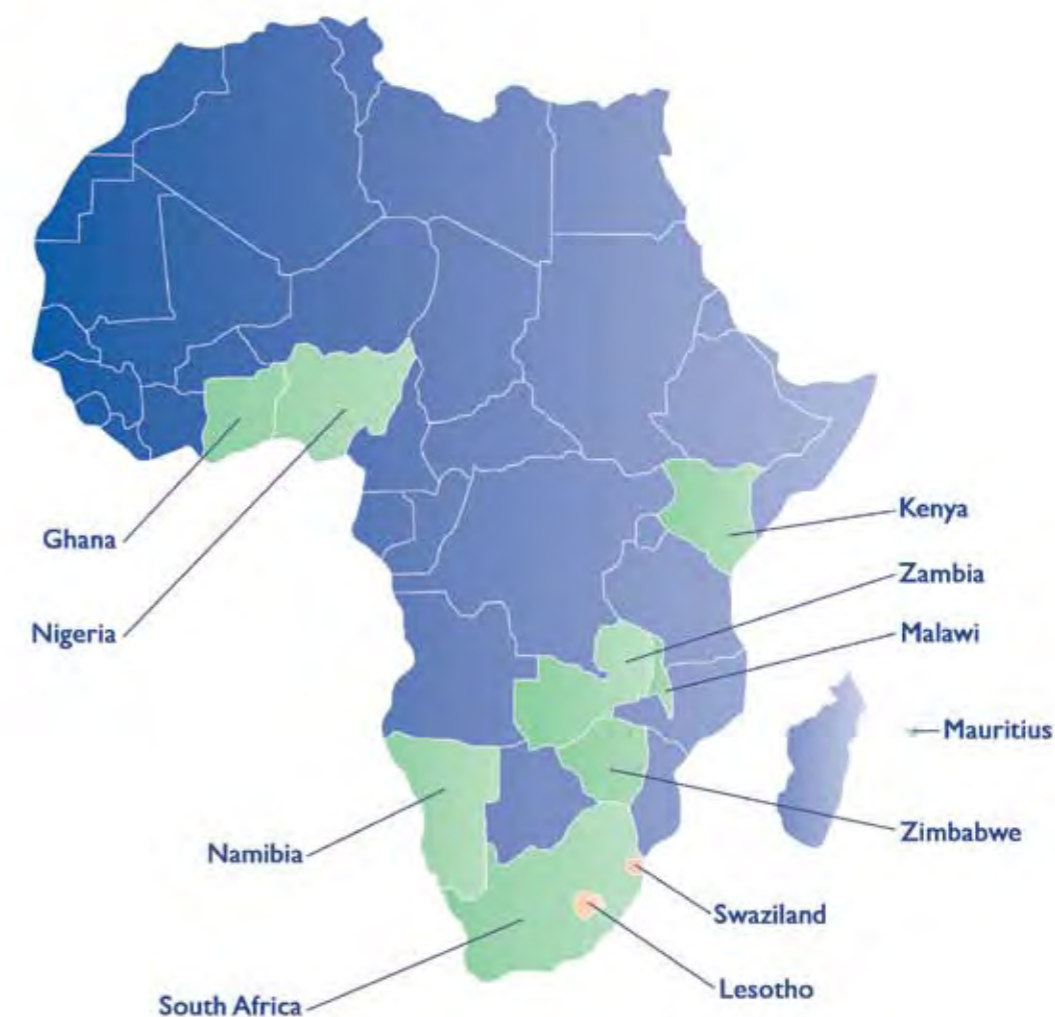 Ghana
Kenya
Zambia
Nigeria
Malawi
Mauritius
Zimbabwe
Namibia
Swaziland
Lesotho
South Africa